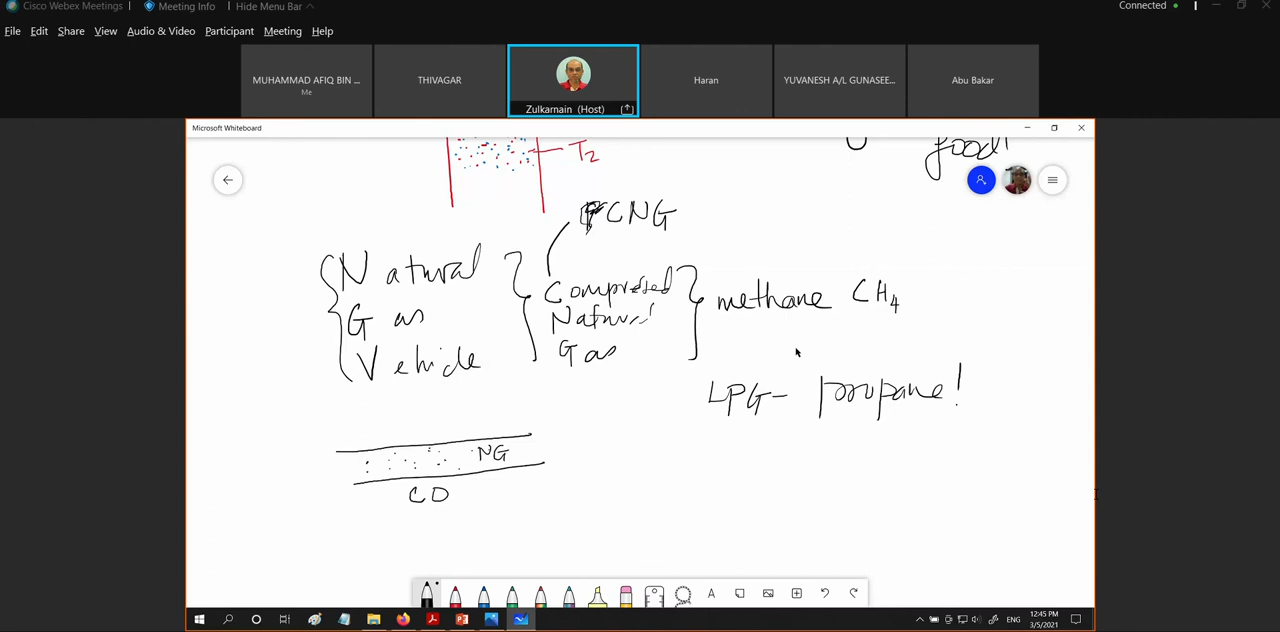 Cisco Webex Meetings
Meeting Info
Hide Menu Bar
Connected
File Edit Share View Audio & Video Participant Meeting Help
MUHAMMAD AFIQ BIN ...
Me
THIVAGAR
Zulkarnain (Host)
Haran
YUVANESH A/L GUNASEE...
Abu Bakar
Microsoft Whiteboard
T2
food!
CNG
Natural
Gas
Vehicle
Compressed
Natural
Gas
methane CH4
LPG- propane!
NG
CO
A
ENG
12:45 PM
3/5/2021